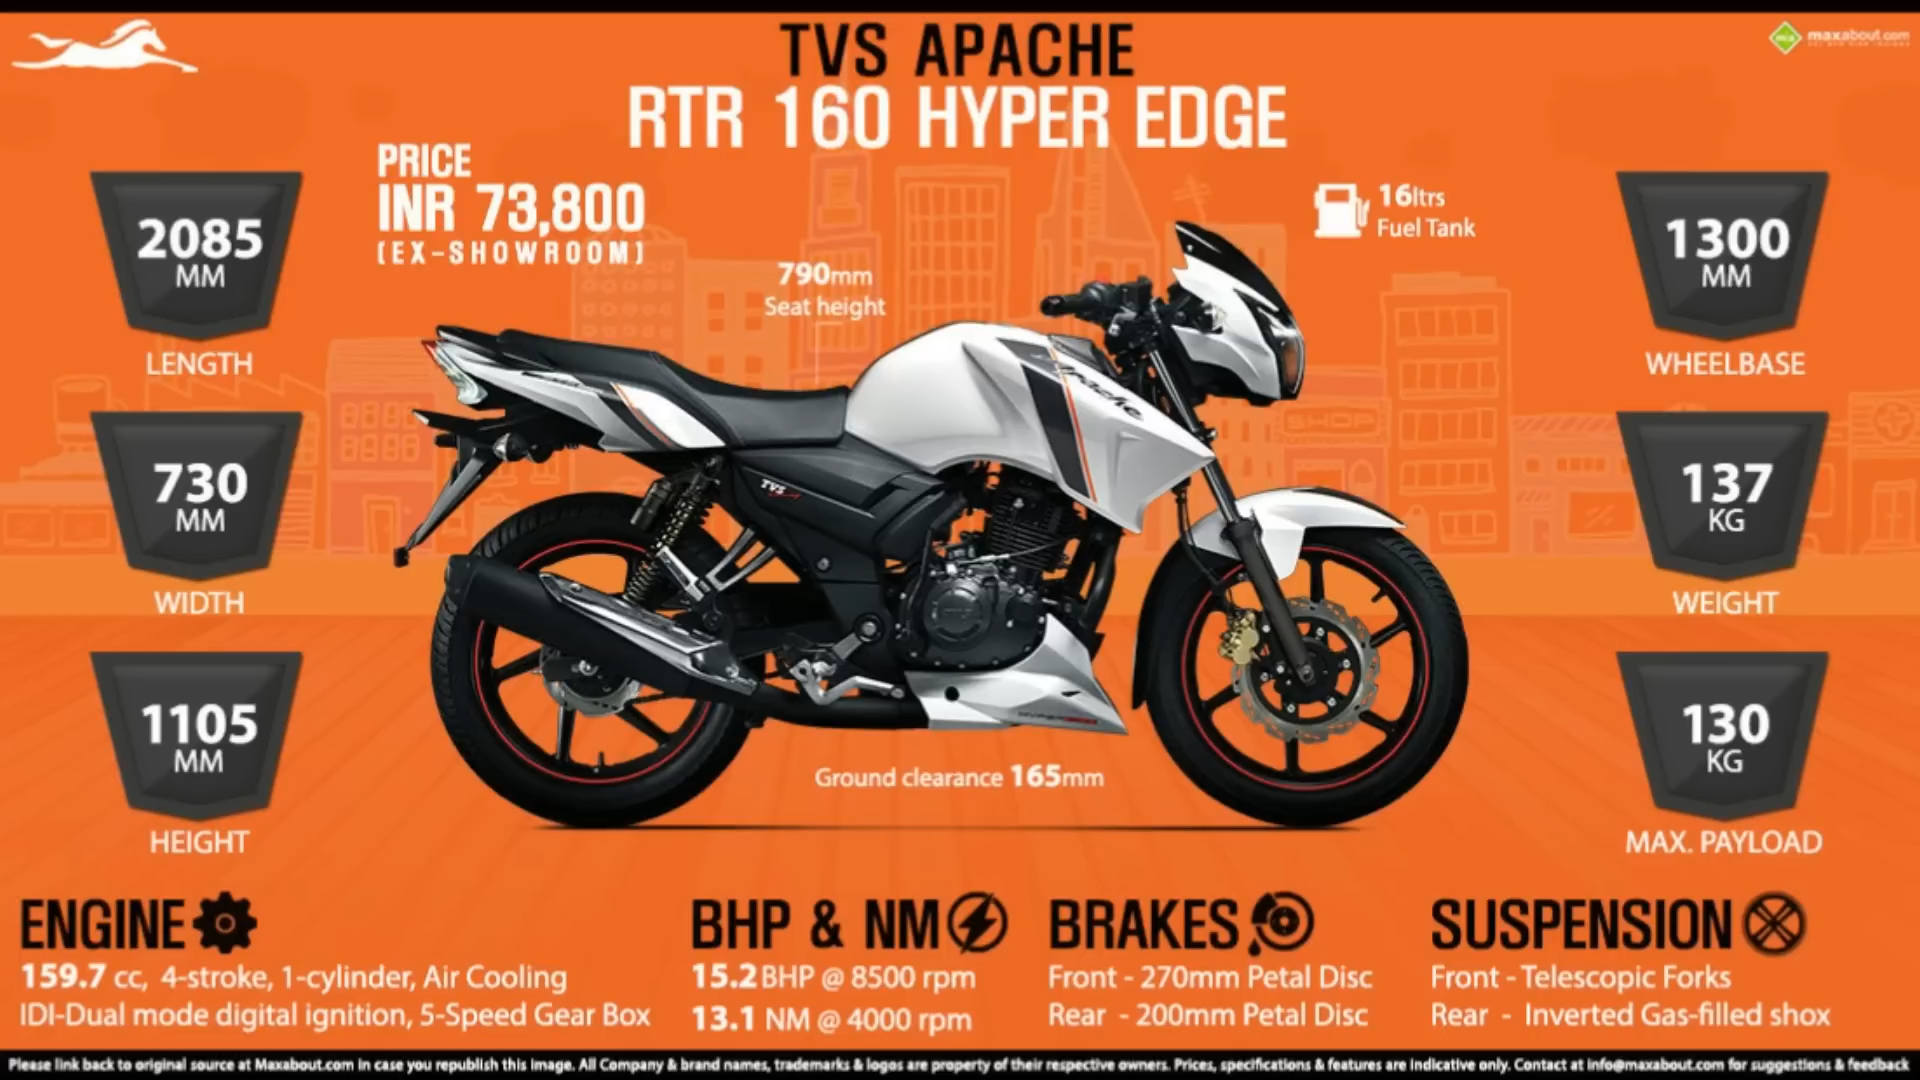 TVS APACHE
RTR 160 HYPER EDGE
maxabout.com
PRICE
INR 73,800
(EX-SHOWROOM)
16ltrs
Fuel Tank
790mm
Seat height
2085
MM
LENGTH
730
MM
WIDTH
1105
MM
HEIGHT
1300
MM
WHEELBASE
137
KG
WEIGHT
130
KG
MAX. PAYLOAD
Apache
TVS
Ground clearance 165mm
ENGINE
159.7 cc, 4-stroke, 1-cylinder, Air Cooling
IDI-Dual mode digital ignition, 5-Speed Gear Box
BHP & NM
15.2 BHP @ 8500 rpm
13.1 NM @ 4000 rpm
BRAKES
Front - 270mm Petal Disc
Rear - 200mm Petal Disc
SUSPENSION
Front - Telescopic Forks
Rear - Inverted Gas-filled shox
Please link back to original source at Maxabout.com in case you republish this image. All Company & brand names, trademarks & logos are property of their respective owners. Prices, specifications & features are indicative only. Contact at info@maxabout.com for suggestions & feedback